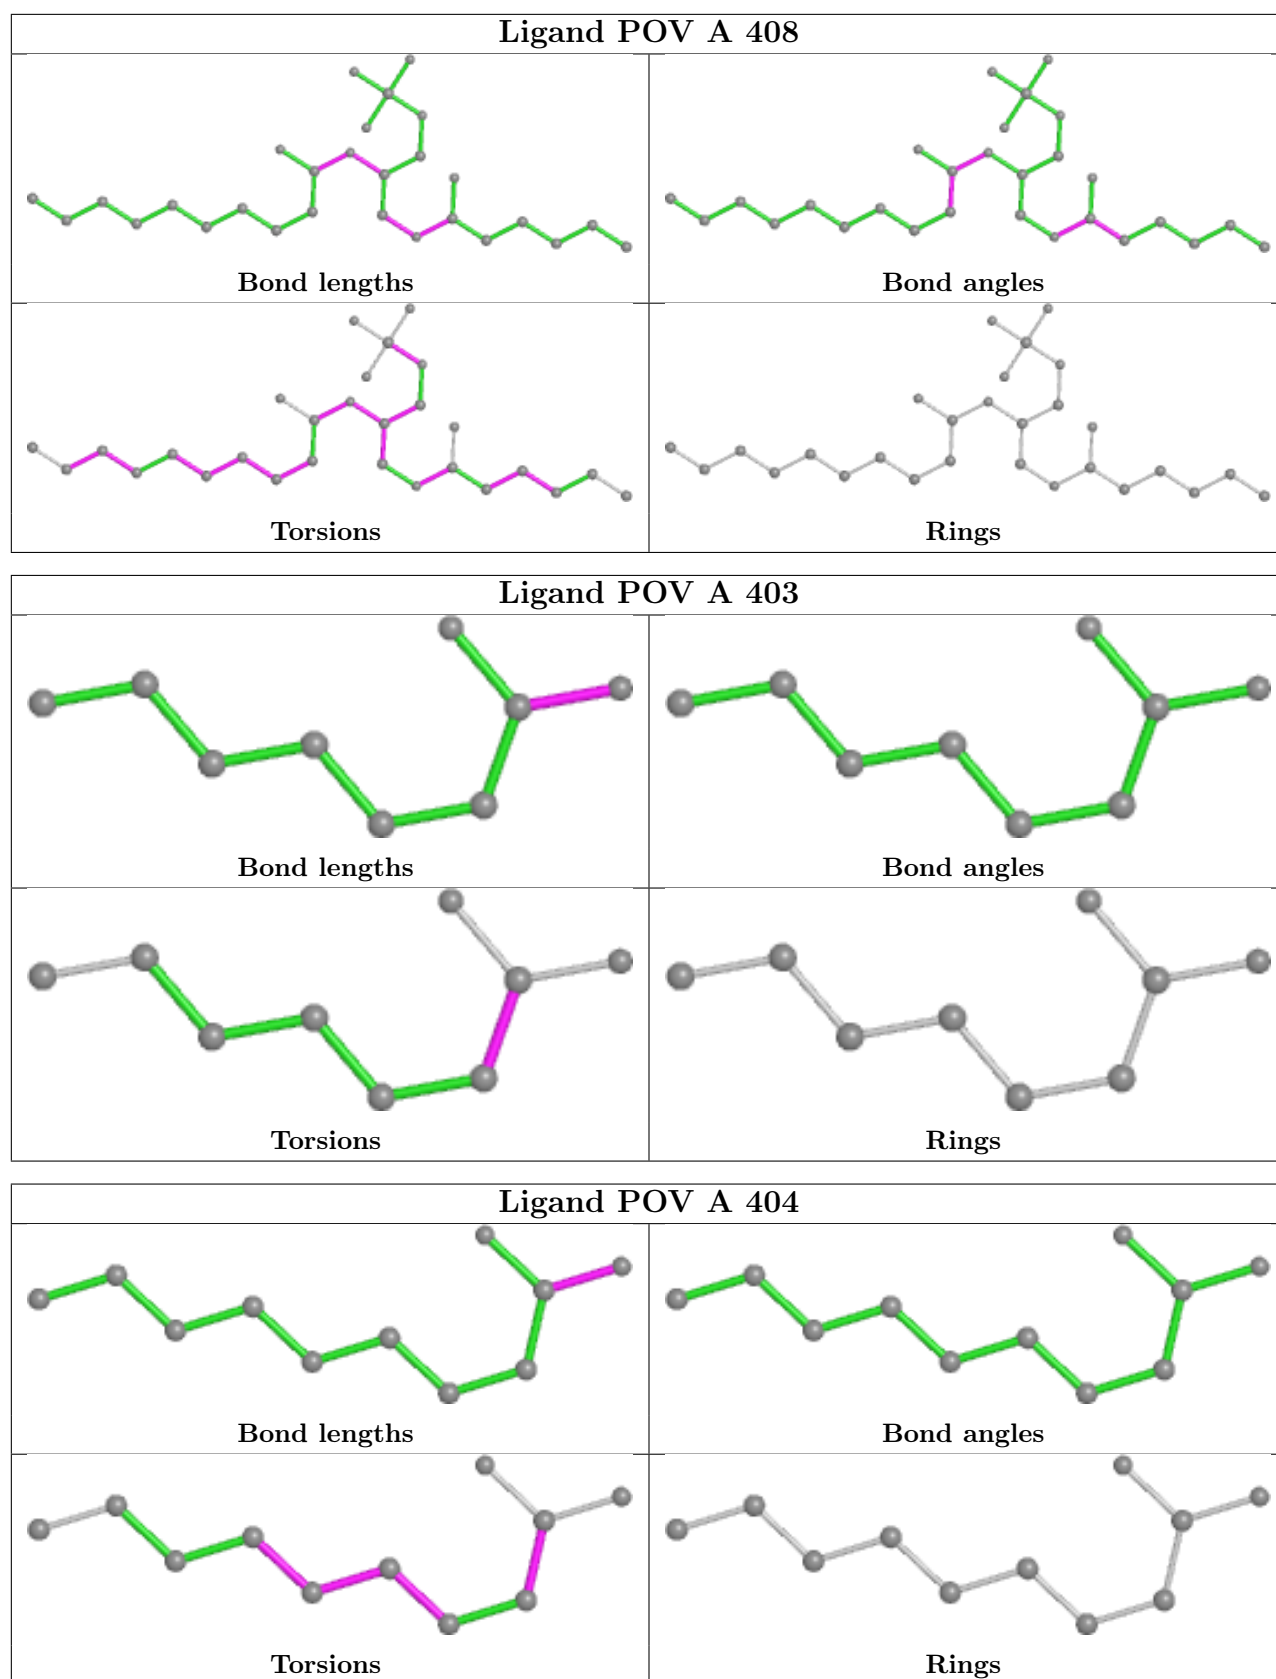 Ligand POV A 408
Bond lengths
Bond angles
Torsions
Rings
Ligand POV A 403
Bond lengths
Bond angles
Torsions
Rings
Ligand POV A 404
Bond lengths
Bond angles
Torsions
Rings